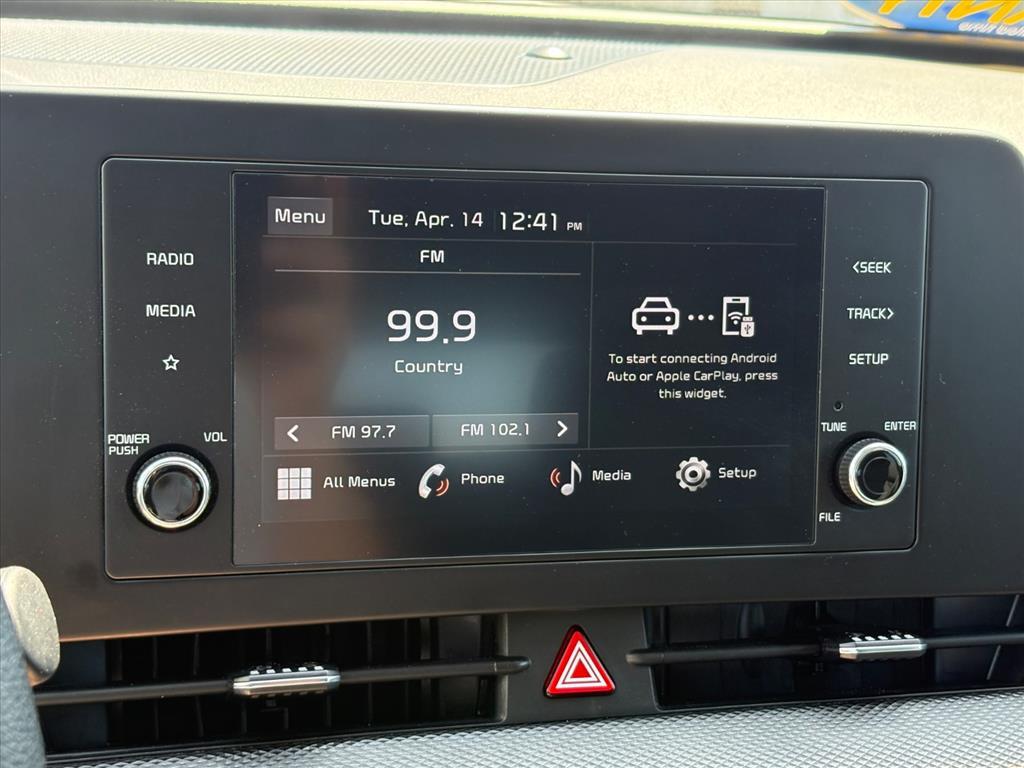 Menu
Tue, Apr. 14
12:41 PM
RADIO
FM
<SEEK
MEDIA
99.9
TRACK>
Country
To start connecting Android
Auto or Apple CarPlay, press
this widget.
SETUP
< FM 97.7
FM 102.1 >
TUNE
ENTER
POWER
PUSH
VOL
All Menus
Phone
Media
Setup
FILE